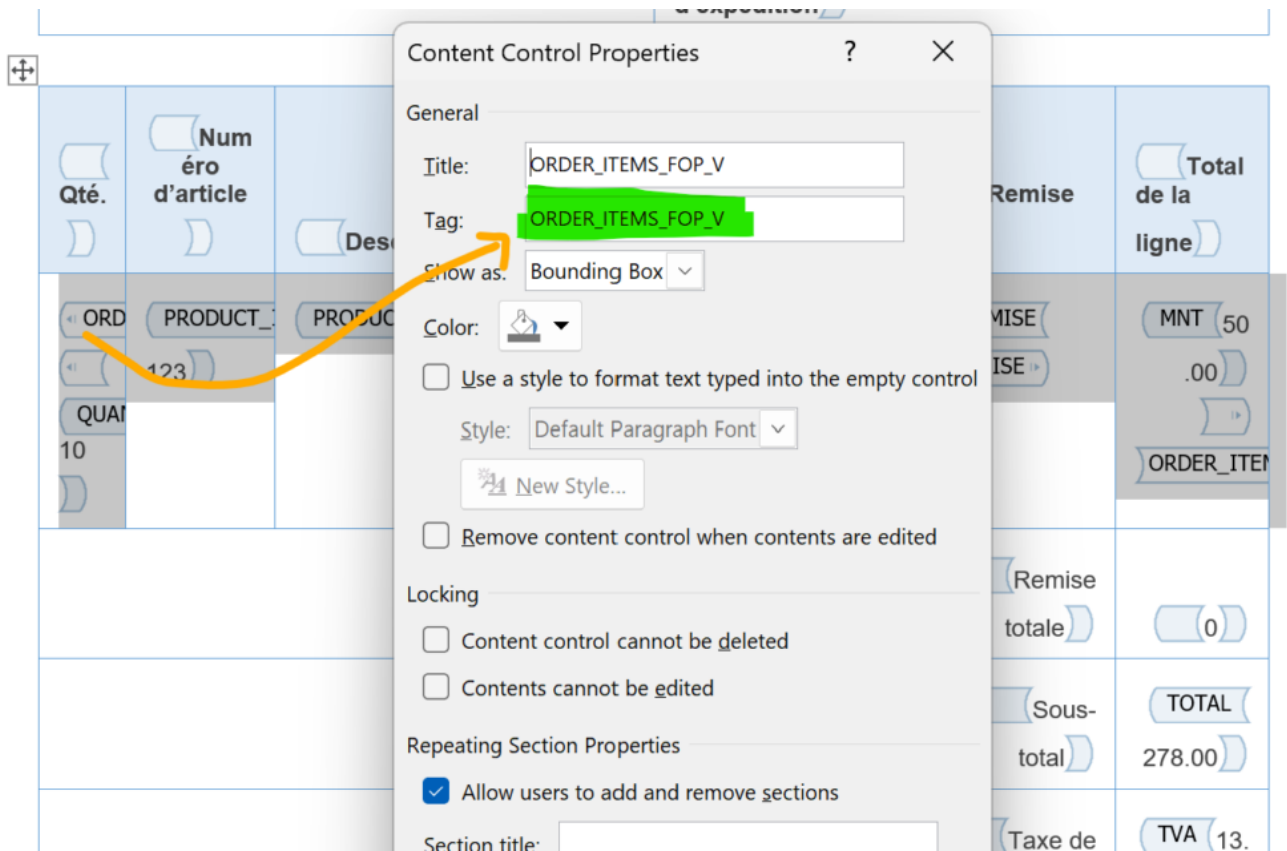 d'expédition
Content Control Properties
General
Title: ORDER_ITEMS_FOP_V
Tag: ORDER_ITEMS_FOP_V
Show as: Bounding Box
Color:
Use a style to format text typed into the empty control
Style: Default Paragraph Font
New Style...
Remove content control when contents are edited
Locking
Content control cannot be deleted
Contents cannot be edited
Repeating Section Properties
Allow users to add and remove sections
Section title:
Qté.
Num
éro
d'article
Des
Remise
Total
de la
ligne
ORD
QUAN
10
PRODUCT_I
123
PRODUC
MISE
ISE
MNT 50
.00
ORDER_ITEM
Remise
totale
0
Sous-
total
TOTAL
278.00
Taxe de
TVA 13.